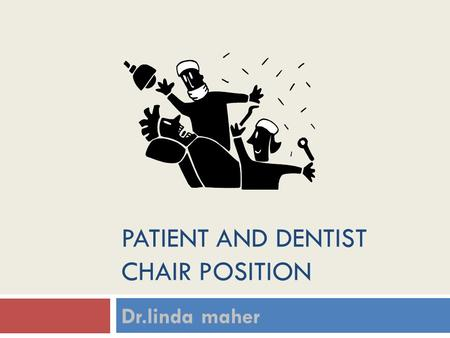 PATIENT AND DENTIST
CHAIR POSITION
Dr.linda maher